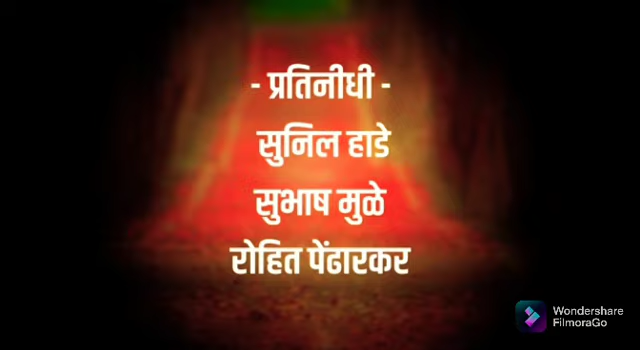 - प्रतिनीधी -
सुनिल हाडे
सुभाष मुळे
रोहित पेंढारकर
Wondershare
FilmoraGo